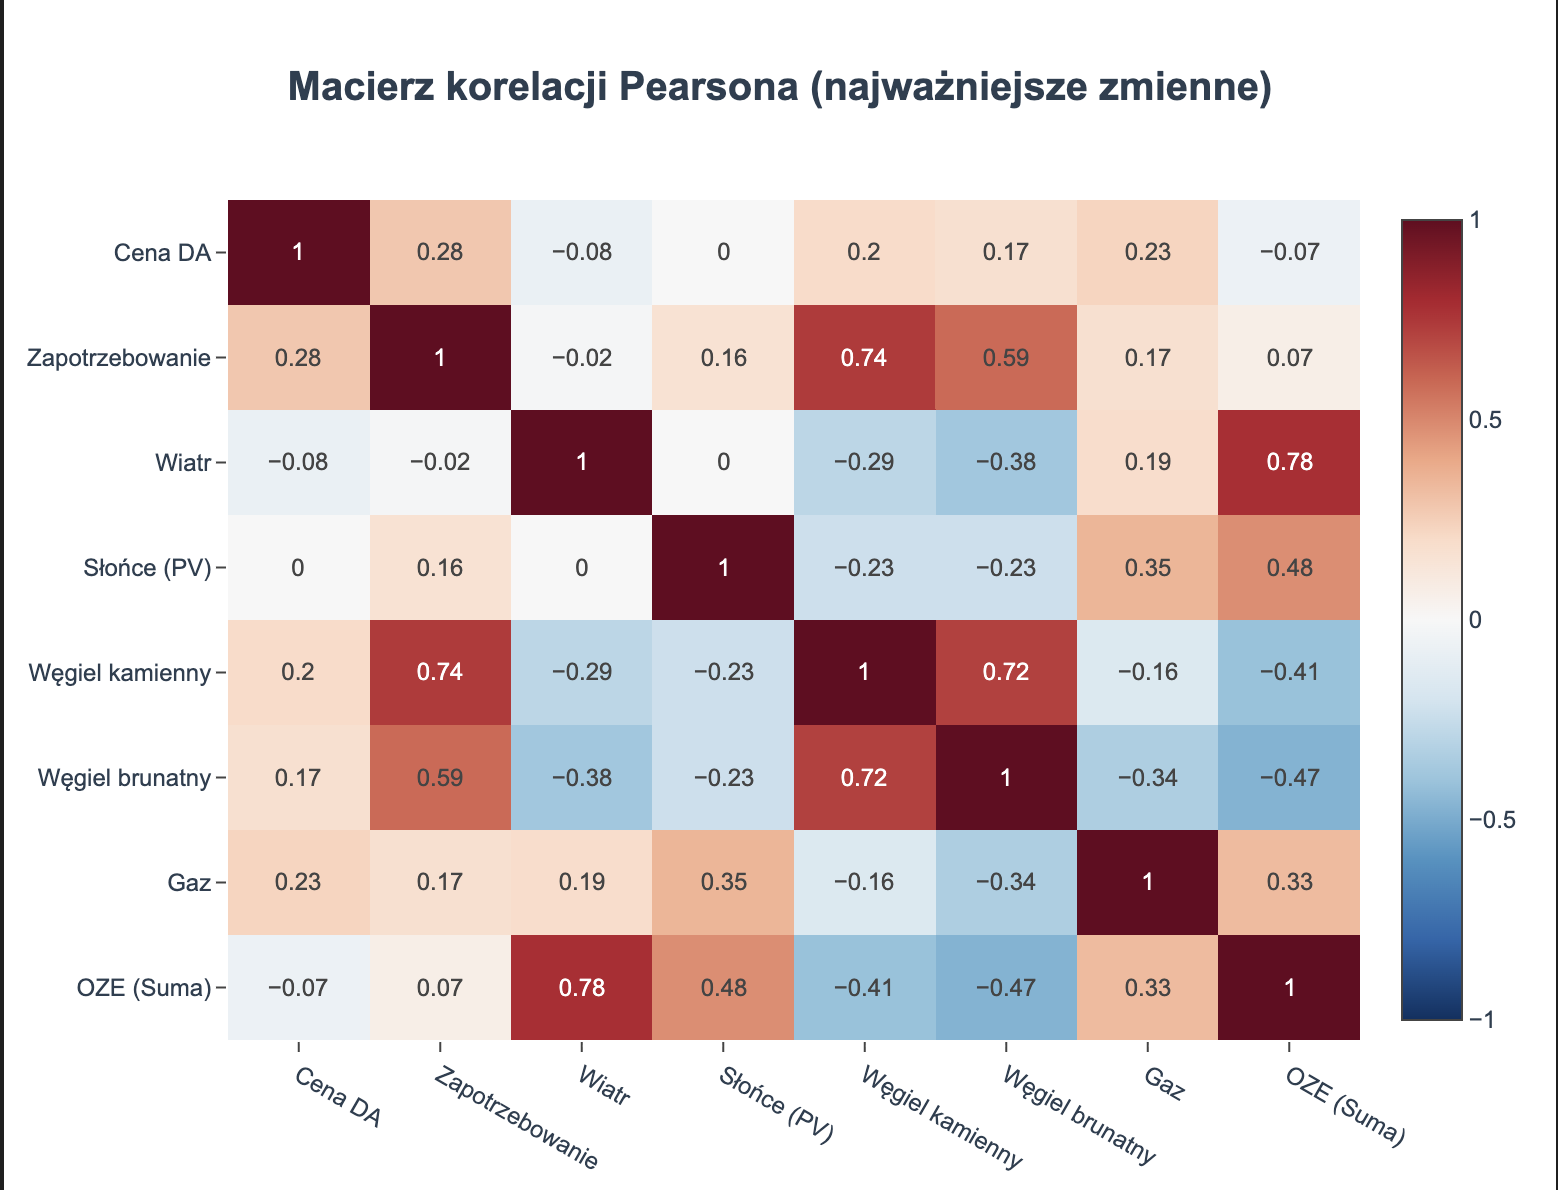 Macierz korelacji Pearsona (najważniejsze zmienne)
Cena DA 1 0.28 −0.08 0 0.2 0.17 0.23 −0.07
Zapotrzebowanie 0.28 1 −0.02 0.16 0.74 0.59 0.17 0.07
Wiatr −0.08 −0.02 1 0 −0.29 −0.38 0.19 0.78
Słońce (PV) 0 0.16 0 1 −0.23 −0.23 0.35 0.48
Węgiel kamienny 0.2 0.74 −0.29 −0.23 1 0.72 −0.16 −0.41
Węgiel brunatny 0.17 0.59 −0.38 −0.23 0.72 1 −0.34 −0.47
Gaz 0.23 0.17 0.19 0.35 −0.16 −0.34 1 0.33
OZE (Suma) −0.07 0.07 0.78 0.48 −0.41 −0.47 0.33 1
Cena DA Zapotrzebowanie Wiatr Słońce (PV) Węgiel kamienny Węgiel brunatny Gaz OZE (Suma)
1
0.5
0
−0.5
−1